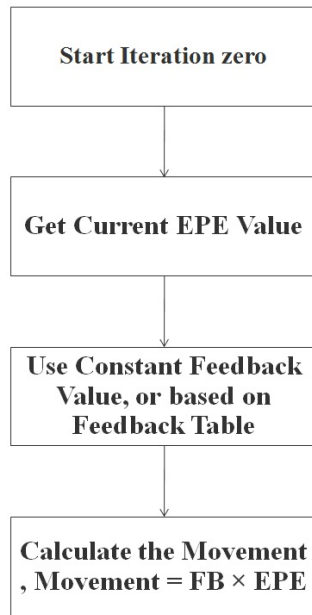 Start Iteration zero
Get Current EPE Value
Use Constant Feedback
Value, or based on
Feedback Table
Calculate the Movement
, Movement = FB × EPE